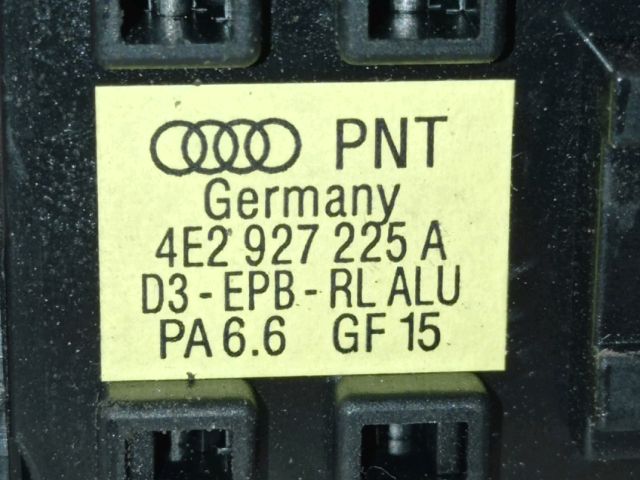 PNT
Germany
4E2 927 225 A
D3-EPB-RL ALU
PA 6.6 GF 15